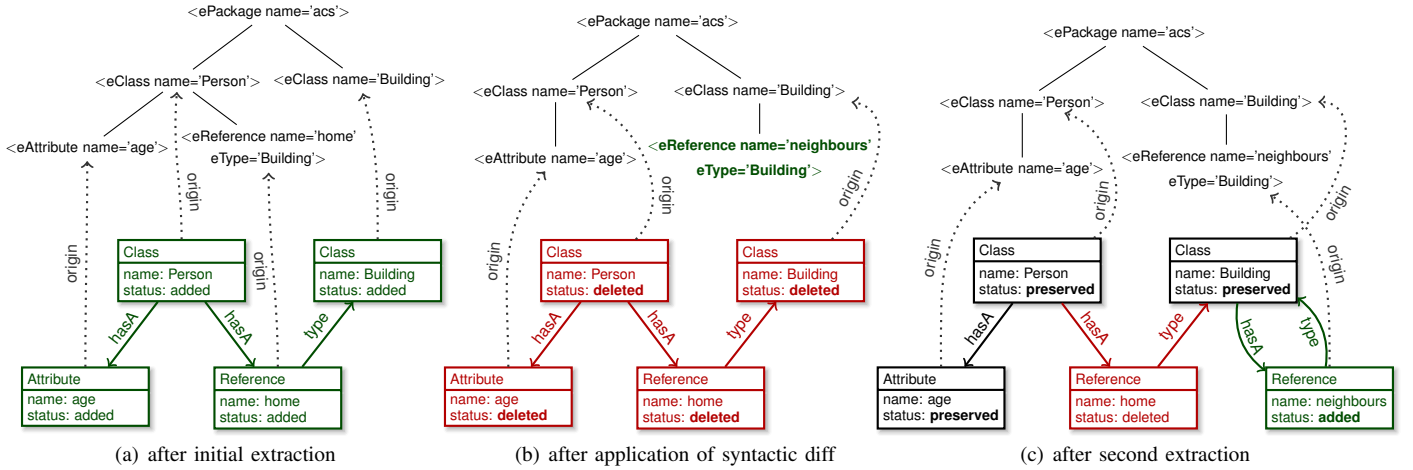 <ePackage name='acs'>
<eClass name='Person'>
<eClass name='Building'>
<eAttribute name='age'>
<eReference name='home'
eType='Building'>
origin
origin
origin
origin
Class
name: Person
status: added
Class
name: Building
status: added
hasA
hasA
type
Attribute
name: age
status: added
Reference
name: home
status: added
(a) after initial extraction
<ePackage name='acs'>
<eClass name='Person'>
<eClass name='Building'>
<eAttribute name='age'>
<eReference name='neighbours'
eType='Building'>
origin
origin
origin
Class
name: Person
status: deleted
Class
name: Building
status: deleted
hasA
hasA
type
Attribute
name: age
status: deleted
Reference
name: home
status: deleted
(b) after application of syntactic diff
<ePackage name='acs'>
<eClass name='Person'>
<eClass name='Building'>
<eAttribute name='age'>
<eReference name='neighbours'
eType='Building'>
origin
origin
origin
origin
Class
name: Person
status: preserved
Class
name: Building
status: preserved
hasA
hasA
type
hasA
type
Attribute
name: age
status: preserved
Reference
name: home
status: deleted
Reference
name: neighbours
status: added
(c) after second extraction